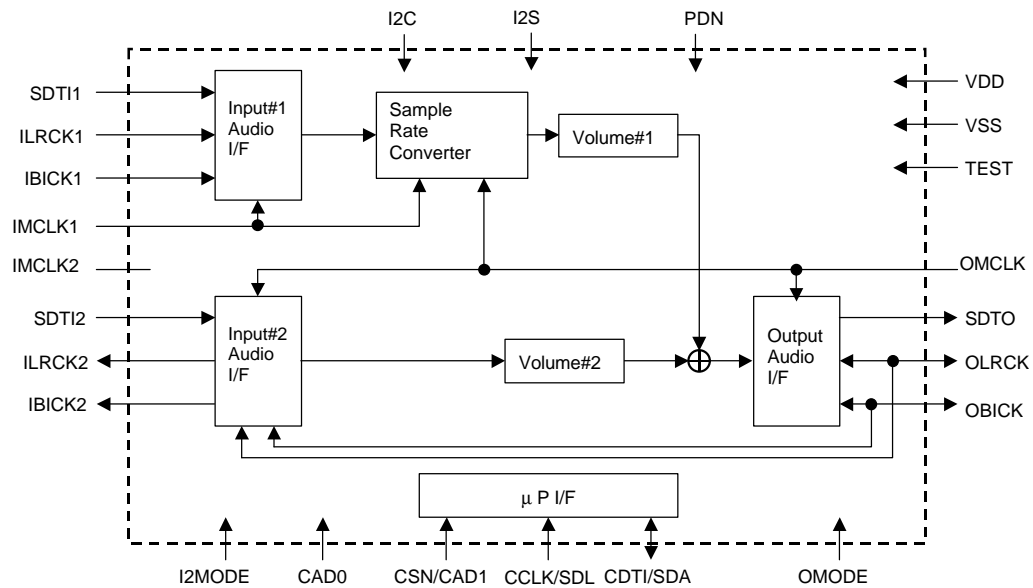 I2C
I2S
PDN
SDTI1
ILRCK1
IBICK1
IMCLK1
IMCLK2
SDTI2
ILRCK2
IBICK2
Input#1
Audio
I/F
Sample
Rate
Converter
Volume#1
VDD
VSS
TEST
OMCLK
SDTO
OLRCK
OBICK
Input#2
Audio
I/F
Volume#2
Output
Audio
I/F
μ P I/F
I2MODE
CAD0
CSN/CAD1
CCLK/SDL
CDTI/SDA
OMODE